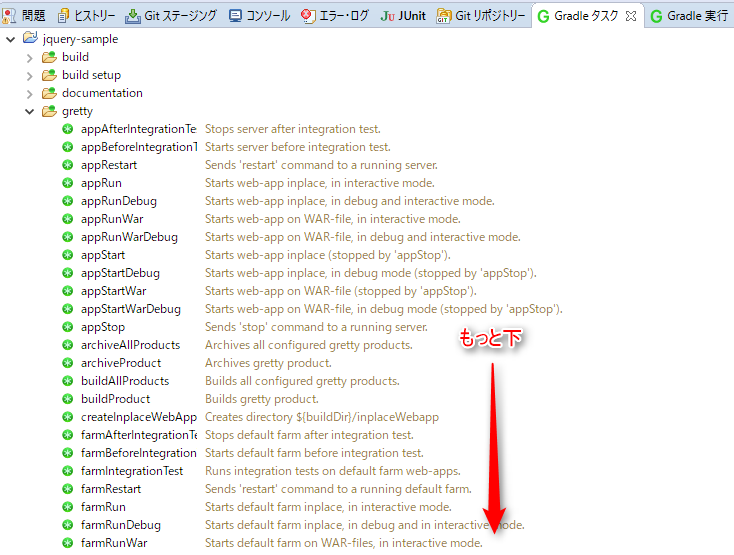 問題 ヒストリー Git ステージング コンソール エラー・ログ JU JUnit Git リポジトリー Gradle タスク Gradle 実行
jquery-sample
build
build setup
documentation
gretty
appAfterIntegrationTe Stops server after integration test.
appBeforeIntegrationT Starts server before integration test.
appRestart Sends 'restart' command to a running server.
appRun Starts web-app inplace, in interactive mode.
appRunDebug Starts web-app inplace, in debug and interactive mode.
appRunWar Starts web-app on WAR-file, in interactive mode.
appRunWarDebug Starts web-app on WAR-file, in debug and interactive mode.
appStart Starts web-app inplace (stopped by 'appStop').
appStartDebug Starts web-app inplace, in debug mode (stopped by 'appStop').
appStartWar Starts web-app on WAR-file (stopped by 'appStop').
appStartWarDebug Starts web-app on WAR-file, in debug mode (stopped by 'appStop').
appStop Sends 'stop' command to a running server.
もっと下
archiveAllProducts Archives all configured gretty products.
archiveProduct Archives gretty product.
buildAllProducts Builds all configured gretty products.
buildProduct Builds gretty product.
createInplaceWebApp Creates directory ${buildDir}/inplaceWebapp
farmAfterIntegrationTe Stops default farm after integration test.
farmBeforeIntegration Starts default farm before integration test.
farmIntegrationTest Runs integration tests on default farm web-apps.
farmRestart Sends 'restart' command to a running default farm.
farmRun Starts default farm inplace, in interactive mode.
farmRunDebug Starts default farm inplace, in debug and in interactive mode.
farmRunWar Starts default farm on WAR-files, in interactive mode.